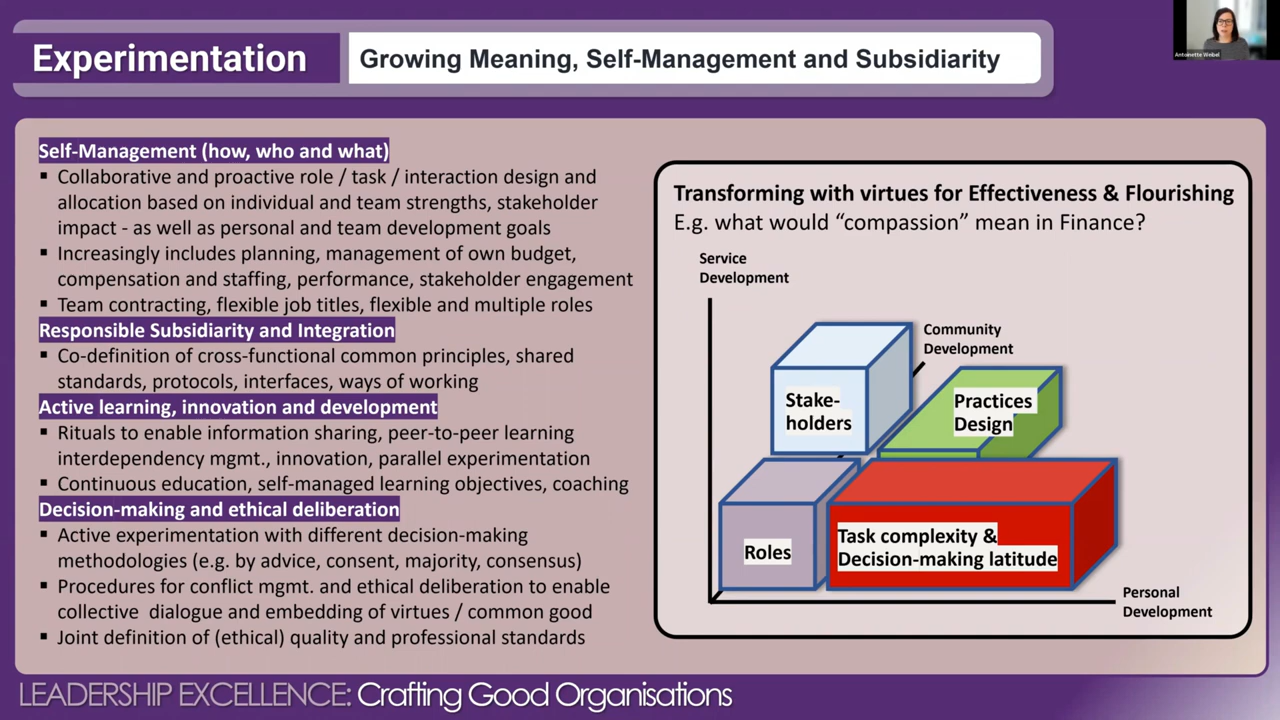 Experimentation
Growing Meaning, Self-Management and Subsidiarity
Antoinette Weibel
Self-Management (how, who and what)
▪ Collaborative and proactive role / task / interaction design and
allocation based on individual and team strengths, stakeholder
impact - as well as personal and team development goals
▪ Increasingly includes planning, management of own budget,
compensation and staffing, performance, stakeholder engagement
▪ Team contracting, flexible job titles, flexible and multiple roles
Responsible Subsidiarity and Integration
▪ Co-definition of cross-functional common principles, shared
standards, protocols, interfaces, ways of working
Active learning, innovation and development
▪ Rituals to enable information sharing, peer-to-peer learning
interdependency mgmt., innovation, parallel experimentation
▪ Continuous education, self-managed learning objectives, coaching
Decision-making and ethical deliberation
▪ Active experimentation with different decision-making
methodologies (e.g. by advice, consent, majority, consensus)
▪ Procedures for conflict mgmt. and ethical deliberation to enable
collective dialogue and embedding of virtues / common good
▪ Joint definition of (ethical) quality and professional standards
Transforming with virtues for Effectiveness & Flourishing
E.g. what would “compassion” mean in Finance?
Service
Development
Community
Development
Stake-
holders
Practices
Design
Roles
Task complexity &
Decision-making latitude
Personal
Development
LEADERSHIP EXCELLENCE: Crafting Good Organisations